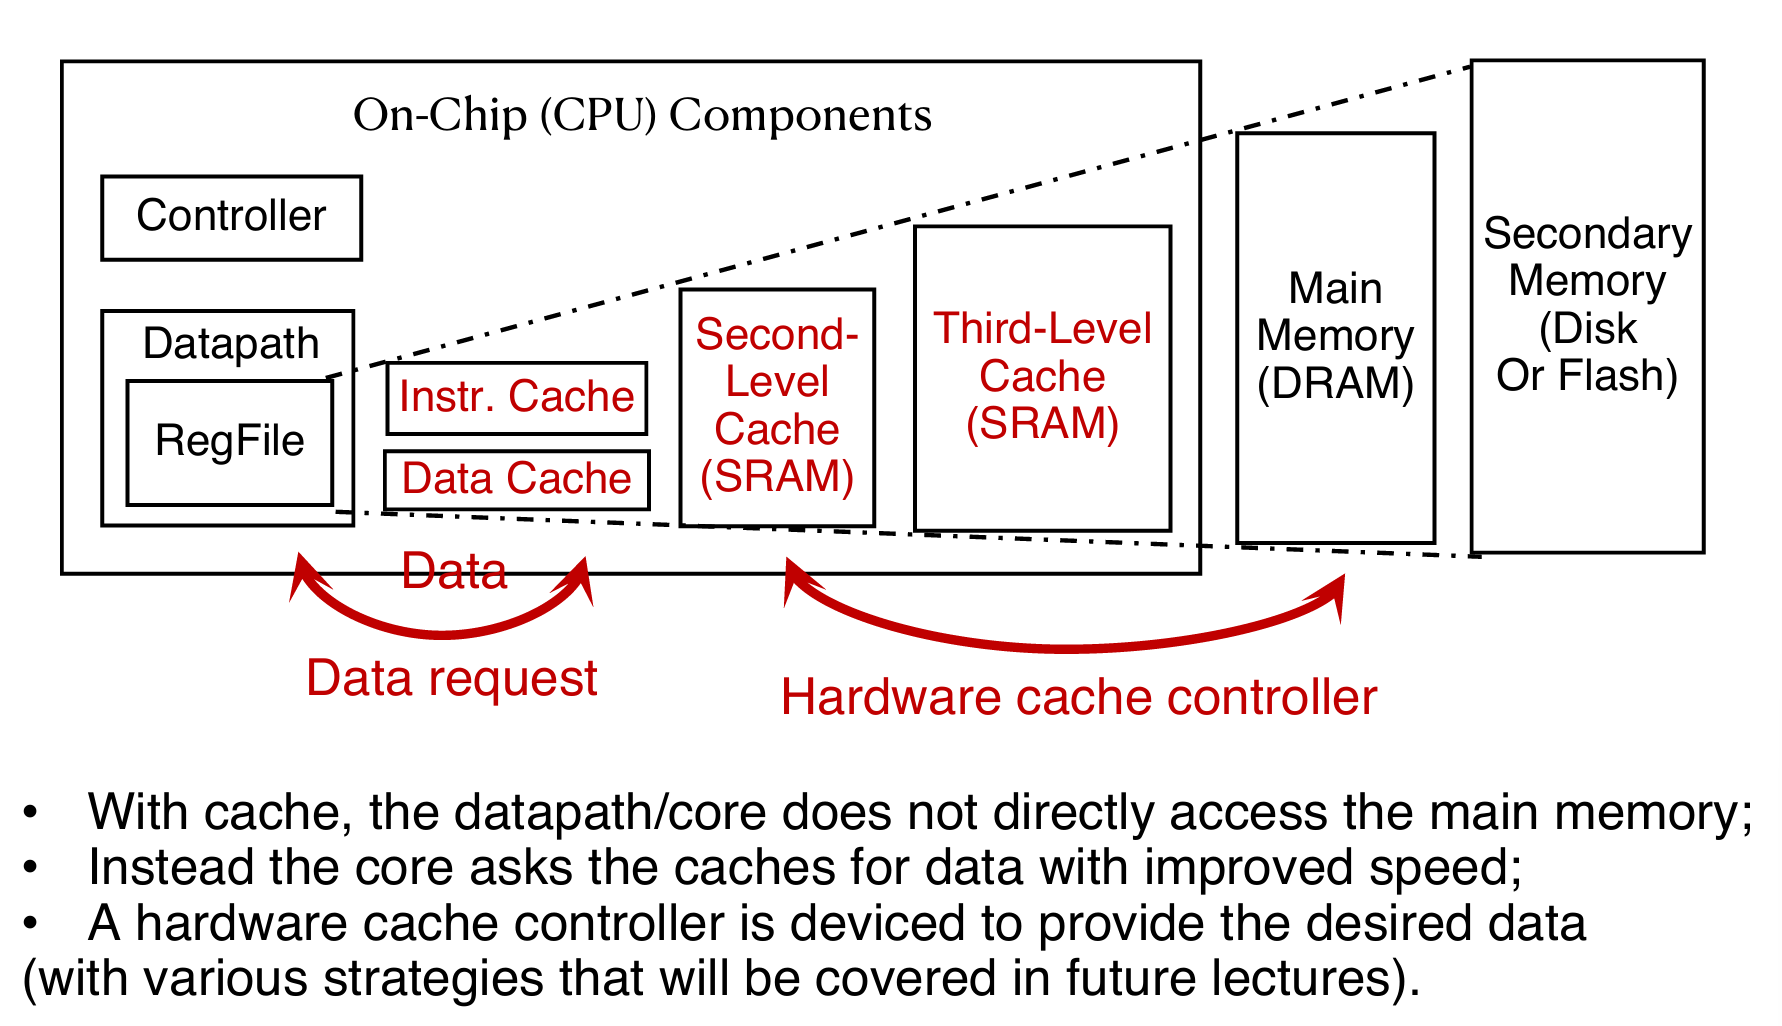 On-Chip (CPU) Components
Controller
Datapath
RegFile
Instr. Cache
Data Cache
Second-
Level
Cache
(SRAM)
Third-Level
Cache
(SRAM)
Main
Memory
(DRAM)
Secondary
Memory
(Disk
Or Flash)
Data
Data request
Hardware cache controller
• With cache, the datapath/core does not directly access the main memory;
• Instead the core asks the caches for data with improved speed;
• A hardware cache controller is deviced to provide the desired data
(with various strategies that will be covered in future lectures).